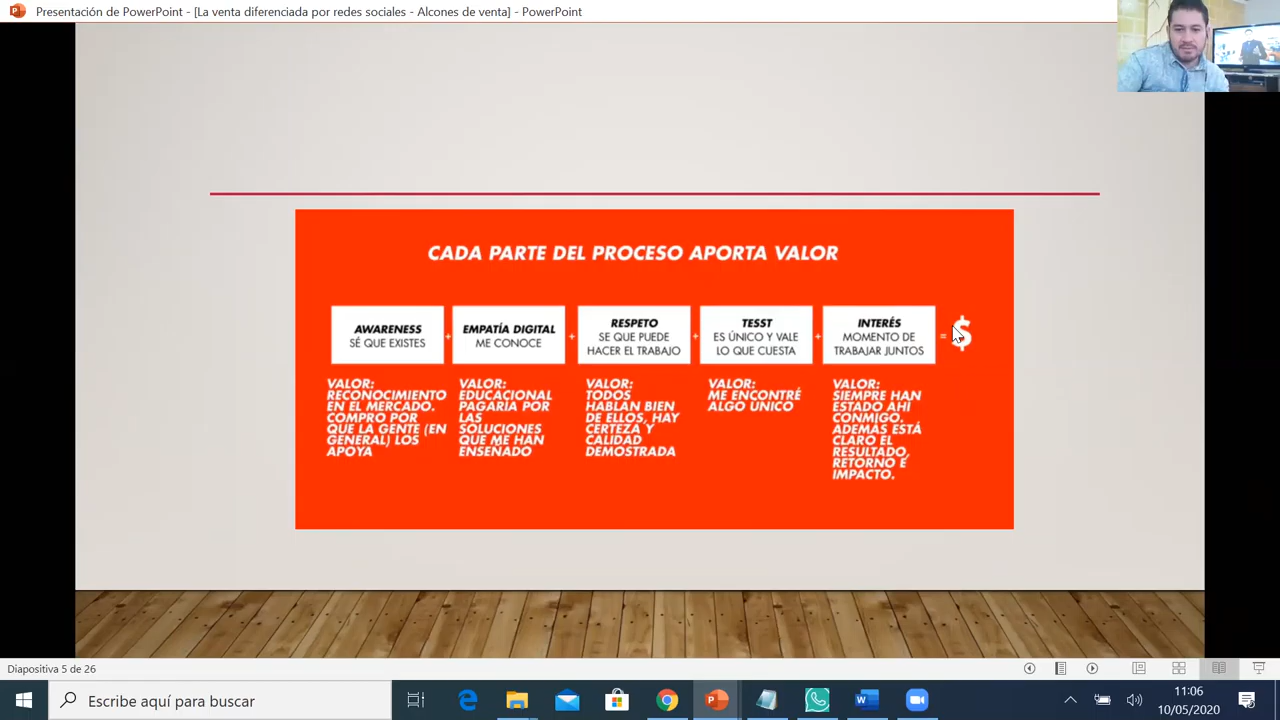 Presentación de PowerPoint - [La venta diferenciada por redes sociales - Alcones de venta] - PowerPoint
CADA PARTE DEL PROCESO APORTA VALOR
AWARENESS
SÉ QUE EXISTES
+
EMPATÍA DIGITAL
ME CONOCE
+
RESPETO
SE QUE PUEDE
HACER EL TRABAJO
+
TESST
ES ÚNICO Y VALE
LO QUE CUESTA
+
INTERÉS
MOMENTO DE
TRABAJAR JUNTOS
= $
VALOR:
RECONOCIMIENTO
EN EL MERCADO.
COMPRO POR
QUE LA GENTE (EN
GENERAL) LOS
APOYA
VALOR:
EDUCACIONAL
PAGARÍA POR
LAS
SOLUCIONES
QUE ME HAN
ENSEÑADO
VALOR:
TODOS
HABLAN BIEN
DE ELLOS, HAY
CERTEZA Y
CALIDAD
DEMOSTRADA
VALOR:
ME ENCONTRÉ
ALGO ÚNICO
VALOR:
SIEMPRE HAN
ESTADO AHÍ
CONMIGO.
ADEMÁS ESTÁ
CLARO EL
RESULTADO,
RETORNO E
IMPACTO.
Diapositiva 5 de 26
Escribe aquí para buscar
11:06
10/05/2020